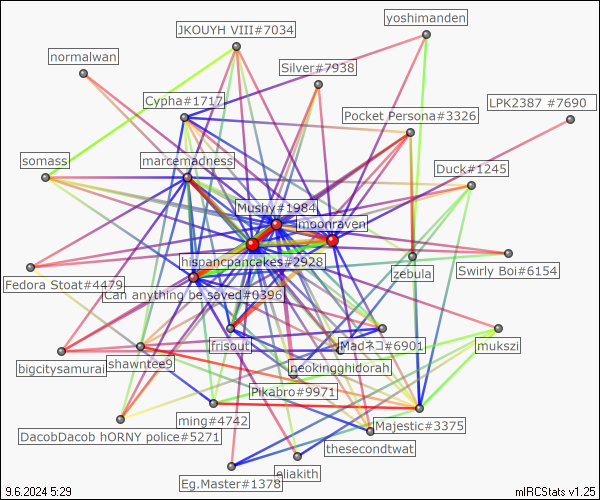 yoshimanden
JKOUYH VIII#7034
normalwan
Silver#7938
Cypha#1717
LPK2387 #7690
Pocket Persona#3326
somass
marcemadness
Duck#1245
Mushy#1984
moonraven
hispancpancakes#2928
zebula
Swirly Boi#6154
Fedora Stoat#4479
Can anything be saved#0396
frisout
Madネコ#6901
mukszi
bigcitysamurai
shawntee9
neokingghidorah
Pikabro#9971
ming#4742
Majestic#3375
DacobDacob hORNY police#5271
thesecondtwat
eliakith
Eg.Master#1378
9.6.2024 5:29
mIRCStats v1.25